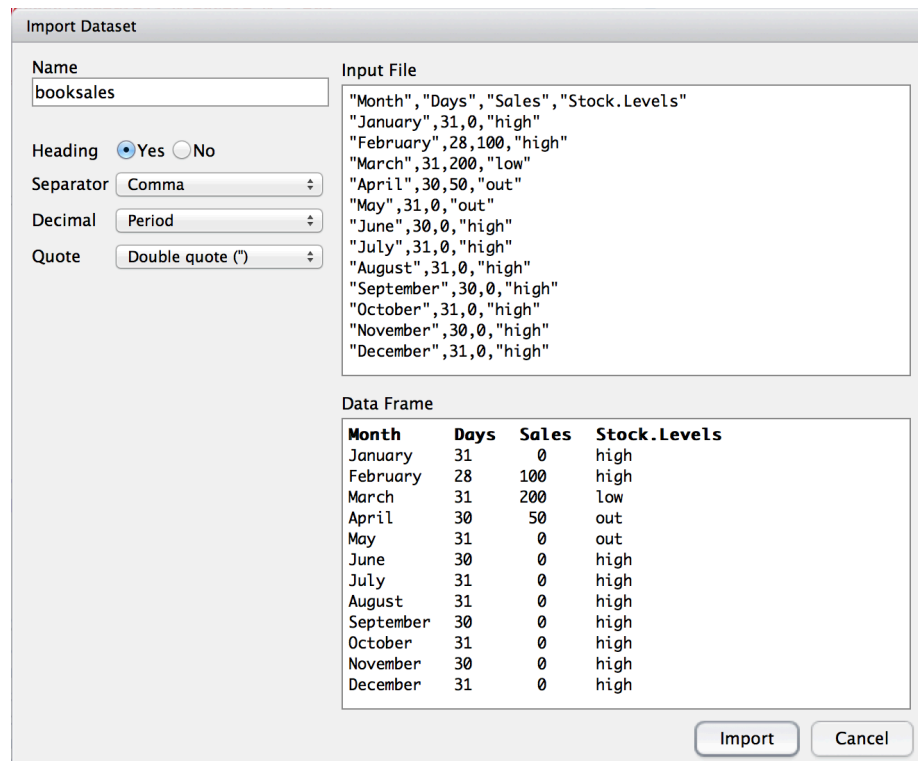 Import Dataset
Name
booksales
Heading Yes No
Separator Comma
Decimal Period
Quote Double quote (")
Input File
"Month","Days","Sales","Stock.Levels"
"January",31,0,"high"
"February",28,100,"high"
"March",31,200,"low"
"April",30,50,"out"
"May",31,0,"out"
"June",30,0,"high"
"July",31,0,"high"
"August",31,0,"high"
"September",30,0,"high"
"October",31,0,"high"
"November",30,0,"high"
"December",31,0,"high"
Data Frame
Month Days Sales Stock.Levels
January 31 0 high
February 28 100 high
March 31 200 low
April 30 50 out
May 31 0 out
June 30 0 high
July 31 0 high
August 31 0 high
September 30 0 high
October 31 0 high
November 30 0 high
December 31 0 high
Import Cancel